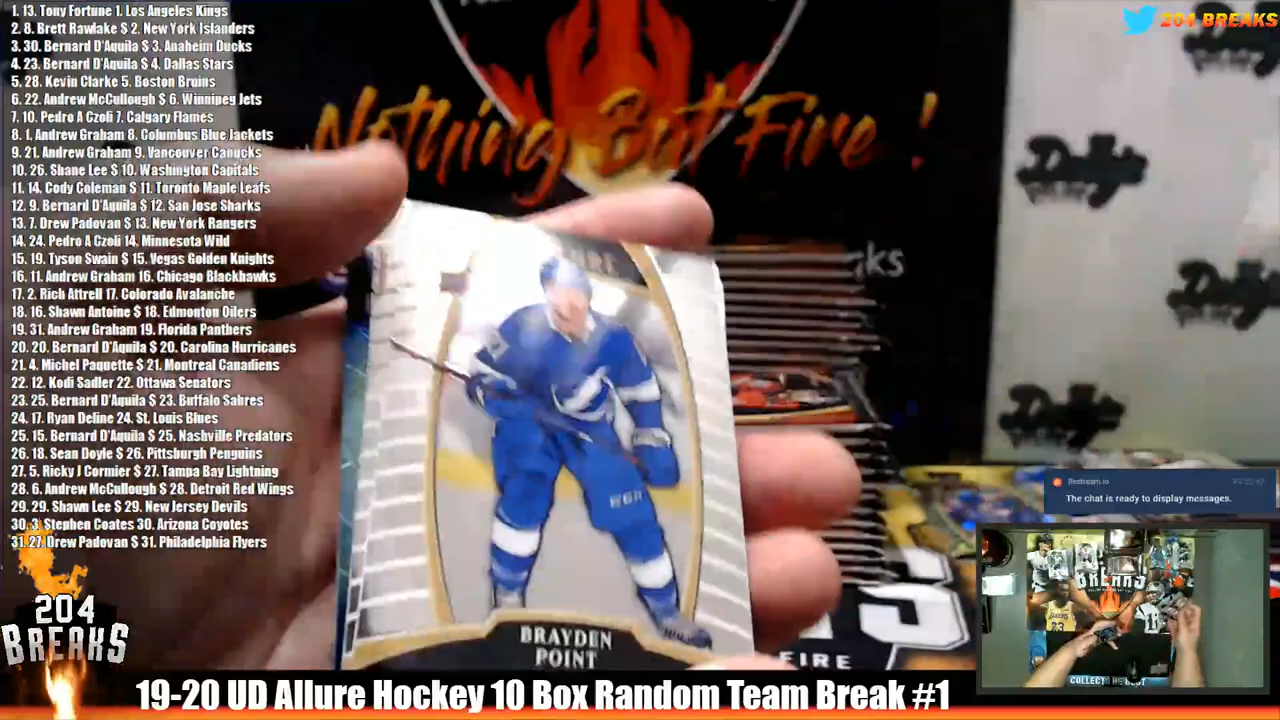 1. 13. Tony Fortune 1. Los Angeles Kings
2. 8. Brett Rawlake $ 2. New York Islanders
3. 30. Bernard D'Aquila $ 3. Anaheim Ducks
4. 23. Bernard D'Aquila $ 4. Dallas Stars
5. 28. Kevin Clarke 5. Boston Bruins
6. 22. Andrew McCullough $ 6. Winnipeg Jets
7. 10. Pedro A Czoli 7. Calgary Flames
8. 1. Andrew Graham 8. Columbus Blue Jackets
9. 21. Andrew Graham 9. Vancouver Canucks
10. 26. Shane Lee $ 10. Washington Capitals
11. 14. Cody Coleman $ 11. Toronto Maple Leafs
12. 9. Bernard D'Aquila $ 12. San Jose Sharks
13. 7. Drew Padovan $ 13. New York Rangers
14. 24. Pedro A Czoli 14. Minnesota Wild
15. 19. Tyson Swain $ 15. Vegas Golden Knights
16. 11. Andrew Graham 16. Chicago Blackhawks
17. 2. Rich Attrell 17. Colorado Avalanche
18. 16. Shawn Antoine $ 18. Edmonton Oilers
19. 31. Andrew Graham 19. Florida Panthers
20. 20. Bernard D'Aquila $ 20. Carolina Hurricanes
21. 4. Michel Paquette $ 21. Montreal Canadiens
22. 12. Kodi Sadler 22. Ottawa Senators
23. 25. Bernard D'Aquila $ 23. Buffalo Sabres
24. 17. Ryan Deline 24. St. Louis Blues
25. 15. Bernard D'Aquila $ 25. Nashville Predators
26. 18. Sean Doyle $ 26. Pittsburgh Penguins
27. 5. Ricky J Cormier $ 27. Tampa Bay Lightning
28. 6. Andrew McCullough $ 28. Detroit Red Wings
29. 29. Shawn Lee $ 29. New Jersey Devils
30. 3. Stephen Coates 30. Arizona Coyotes
31. 27. Drew Padovan $ 31. Philadelphia Flyers
204 BREAKS
Nothing But Fire !
Restream.io
The chat is ready to display messages.
BRAYDEN
POINT
FIRE
204
BREAKS
BREAKS
23
19-20 UD Allure Hockey 10 Box Random Team Break #1